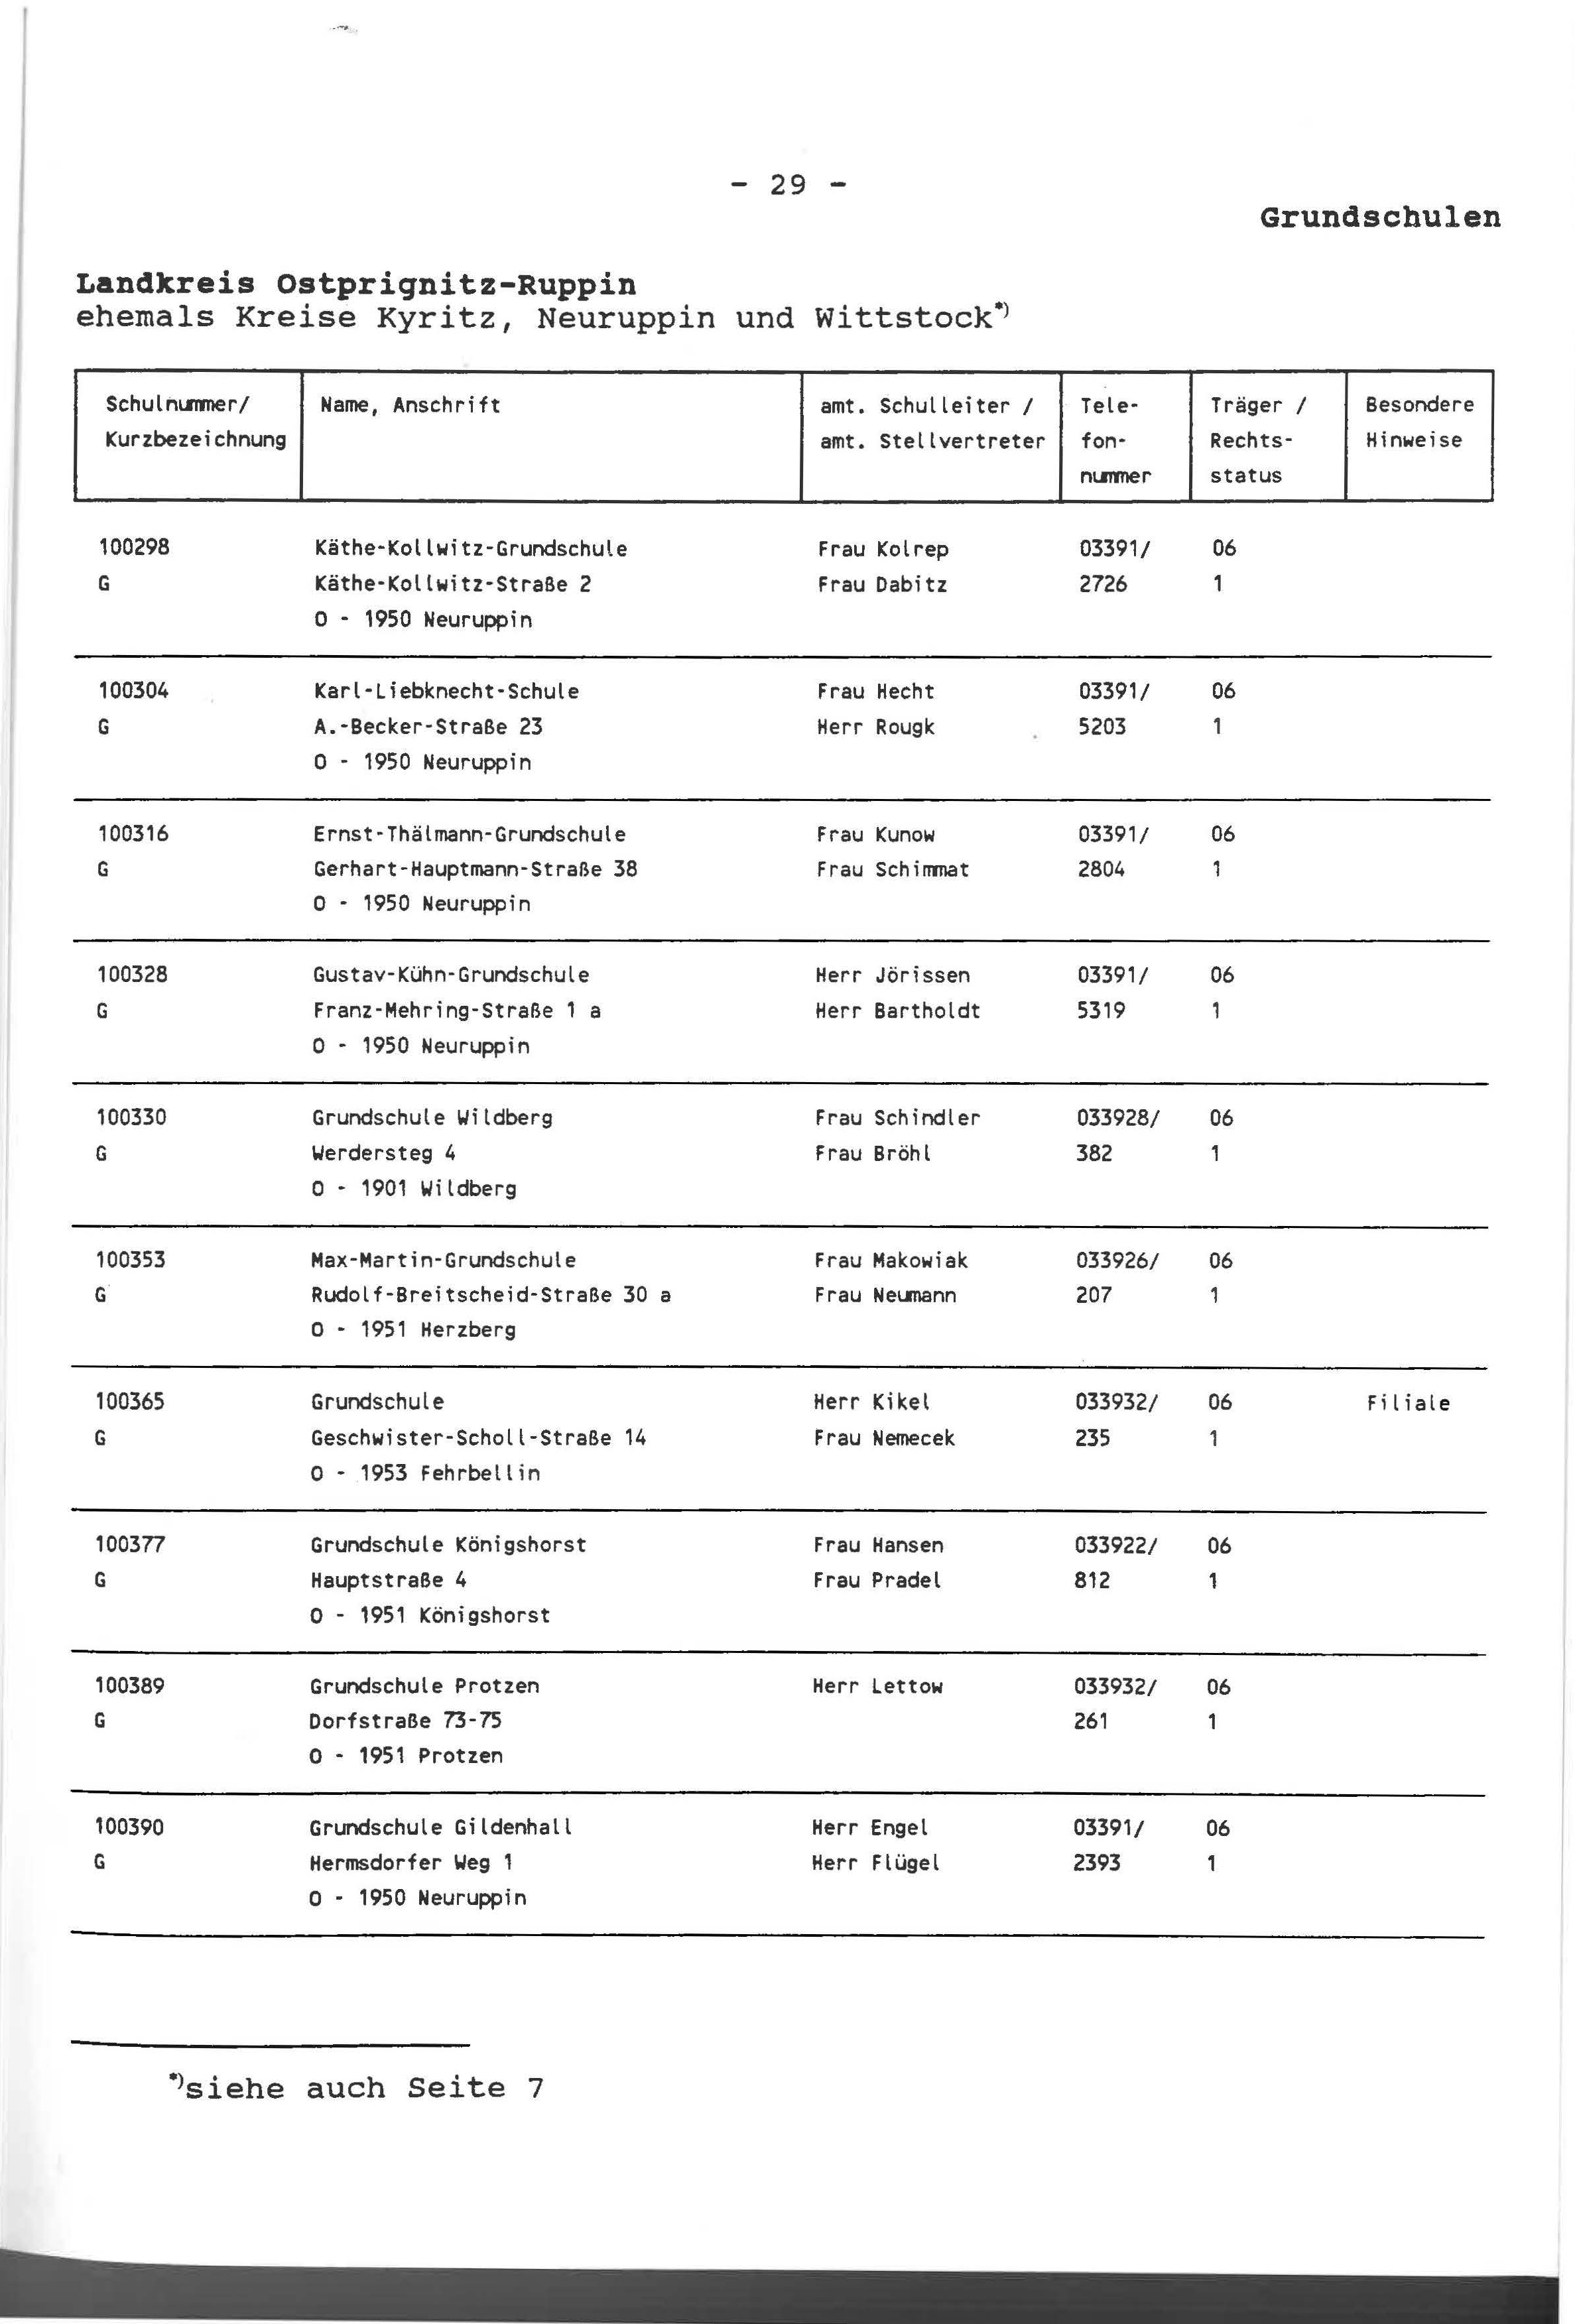 - 29 -
Grundschulen
Landkreis Ostprignitz-Ruppin
ehemals Kreise Kyritz, Neuruppin und Wittstock*)
Schulnummer/ Name, Anschrift amt. Schulleiter / Tele- Träger / Besondere
Kurzbezeichnung amt. Stellvertreter fon- Rechts- Hinweise
nummer status
100298 Käthe-Kollwitz-Grundschule Frau Kolrep 03391/ 06
G Käthe-Kollwitz-Straße 2 Frau Dabitz 2726 1
O - 1950 Neuruppin
100304 Karl-Liebknecht-Schule Frau Hecht 03391/ 06
G A.-Becker-Straße 23 Herr Rougk 5203 1
O - 1950 Neuruppin
100316 Ernst-Thälmann-Grundschule Frau Kunow 03391/ 06
G Gerhart-Hauptmann-Straße 38 Frau Schimmat 2804 1
O - 1950 Neuruppin
100328 Gustav-Kühn-Grundschule Herr Jörissen 03391/ 06
G Franz-Mehring-Straße 1 a Herr Bartholdt 5319 1
O - 1950 Neuruppin
100330 Grundschule Wildberg Frau Schindler 033928/ 06
G Werdersteg 4 Frau Bröhl 382 1
O - 1901 Wildberg
100353 Max-Martin-Grundschule Frau Makowiak 033926/ 06
G Rudolf-Breitscheid-Straße 30 a Frau Neumann 207 1
O - 1951 Herzberg
100365 Grundschule Herr Kikel 033932/ 06 Filiale
G Geschwister-Scholl-Straße 14 Frau Nemecek 235 1
O - 1953 Fehrbellin
100377 Grundschule Königshorst Frau Hansen 033922/ 06
G Hauptstraße 4 Frau Pradel 812 1
O - 1951 Königshorst
100389 Grundschule Protzen Herr Lettow 033932/ 06
G Dorfstraße 73-75 261 1
O - 1951 Protzen
100390 Grundschule Gildenhall Herr Engel 03391/ 06
G Hermsdorfer Weg 1 Herr Flügel 2393 1
O - 1950 Neuruppin
*)siehe auch Seite 7